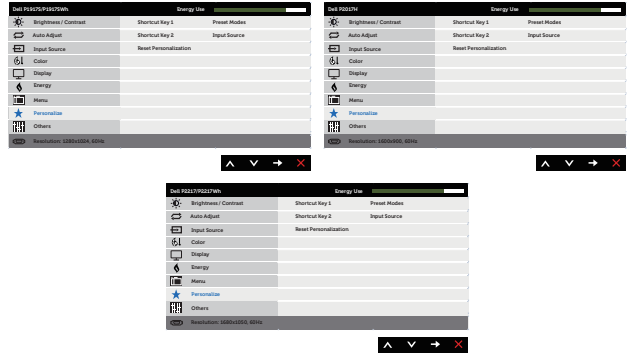 Dell P1917S/P1917SWh Energy Use
Brightness / Contrast Shortcut Key 1 Preset Modes
Auto Adjust Shortcut Key 2 Input Source
Input Source Reset Personalization
Color
Display
Energy
Menu
Personalize
Others
Resolution: 1280x1024, 60Hz
Dell P2017H Energy Use
Brightness / Contrast Shortcut Key 1 Preset Modes
Auto Adjust Shortcut Key 2 Input Source
Input Source Reset Personalization
Color
Display
Energy
Menu
Personalize
Others
Resolution: 1600x900, 60Hz
Dell P2217/P2217Wh Energy Use
Brightness / Contrast Shortcut Key 1 Preset Modes
Auto Adjust Shortcut Key 2 Input Source
Input Source Reset Personalization
Color
Display
Energy
Menu
Personalize
Others
Resolution: 1680x1050, 60Hz